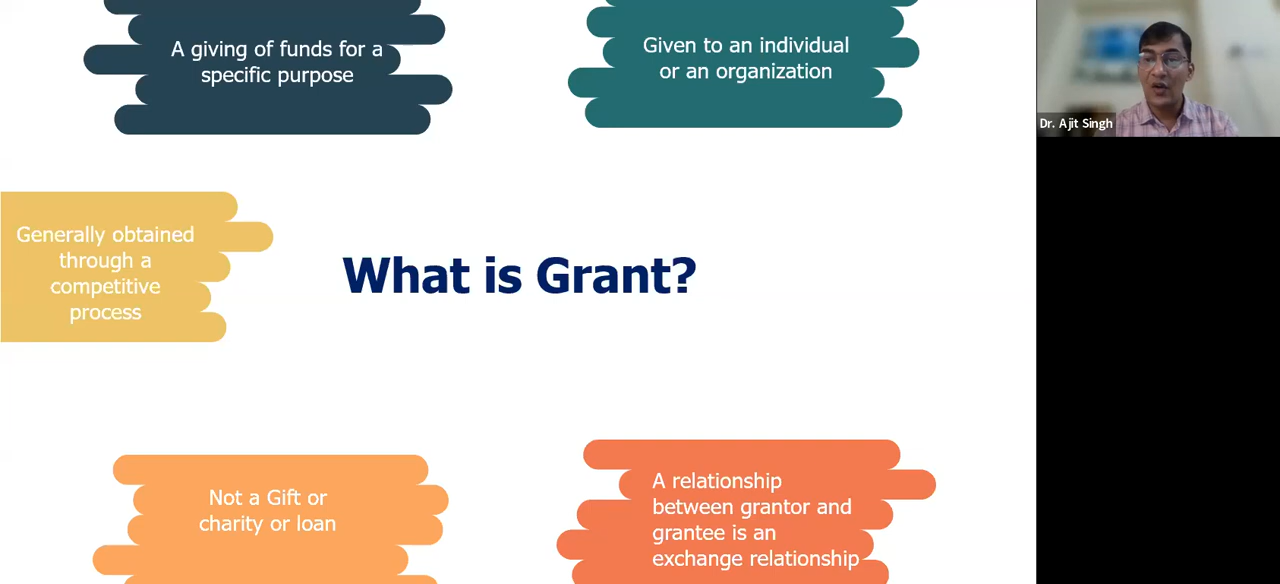 A giving of funds for a
specific purpose
Given to an individual
or an organization
Dr. Ajit Singh
Generally obtained
through a
competitive
process
What is Grant?
Not a Gift or
charity or loan
A relationship
between grantor and
grantee is an
exchange relationship